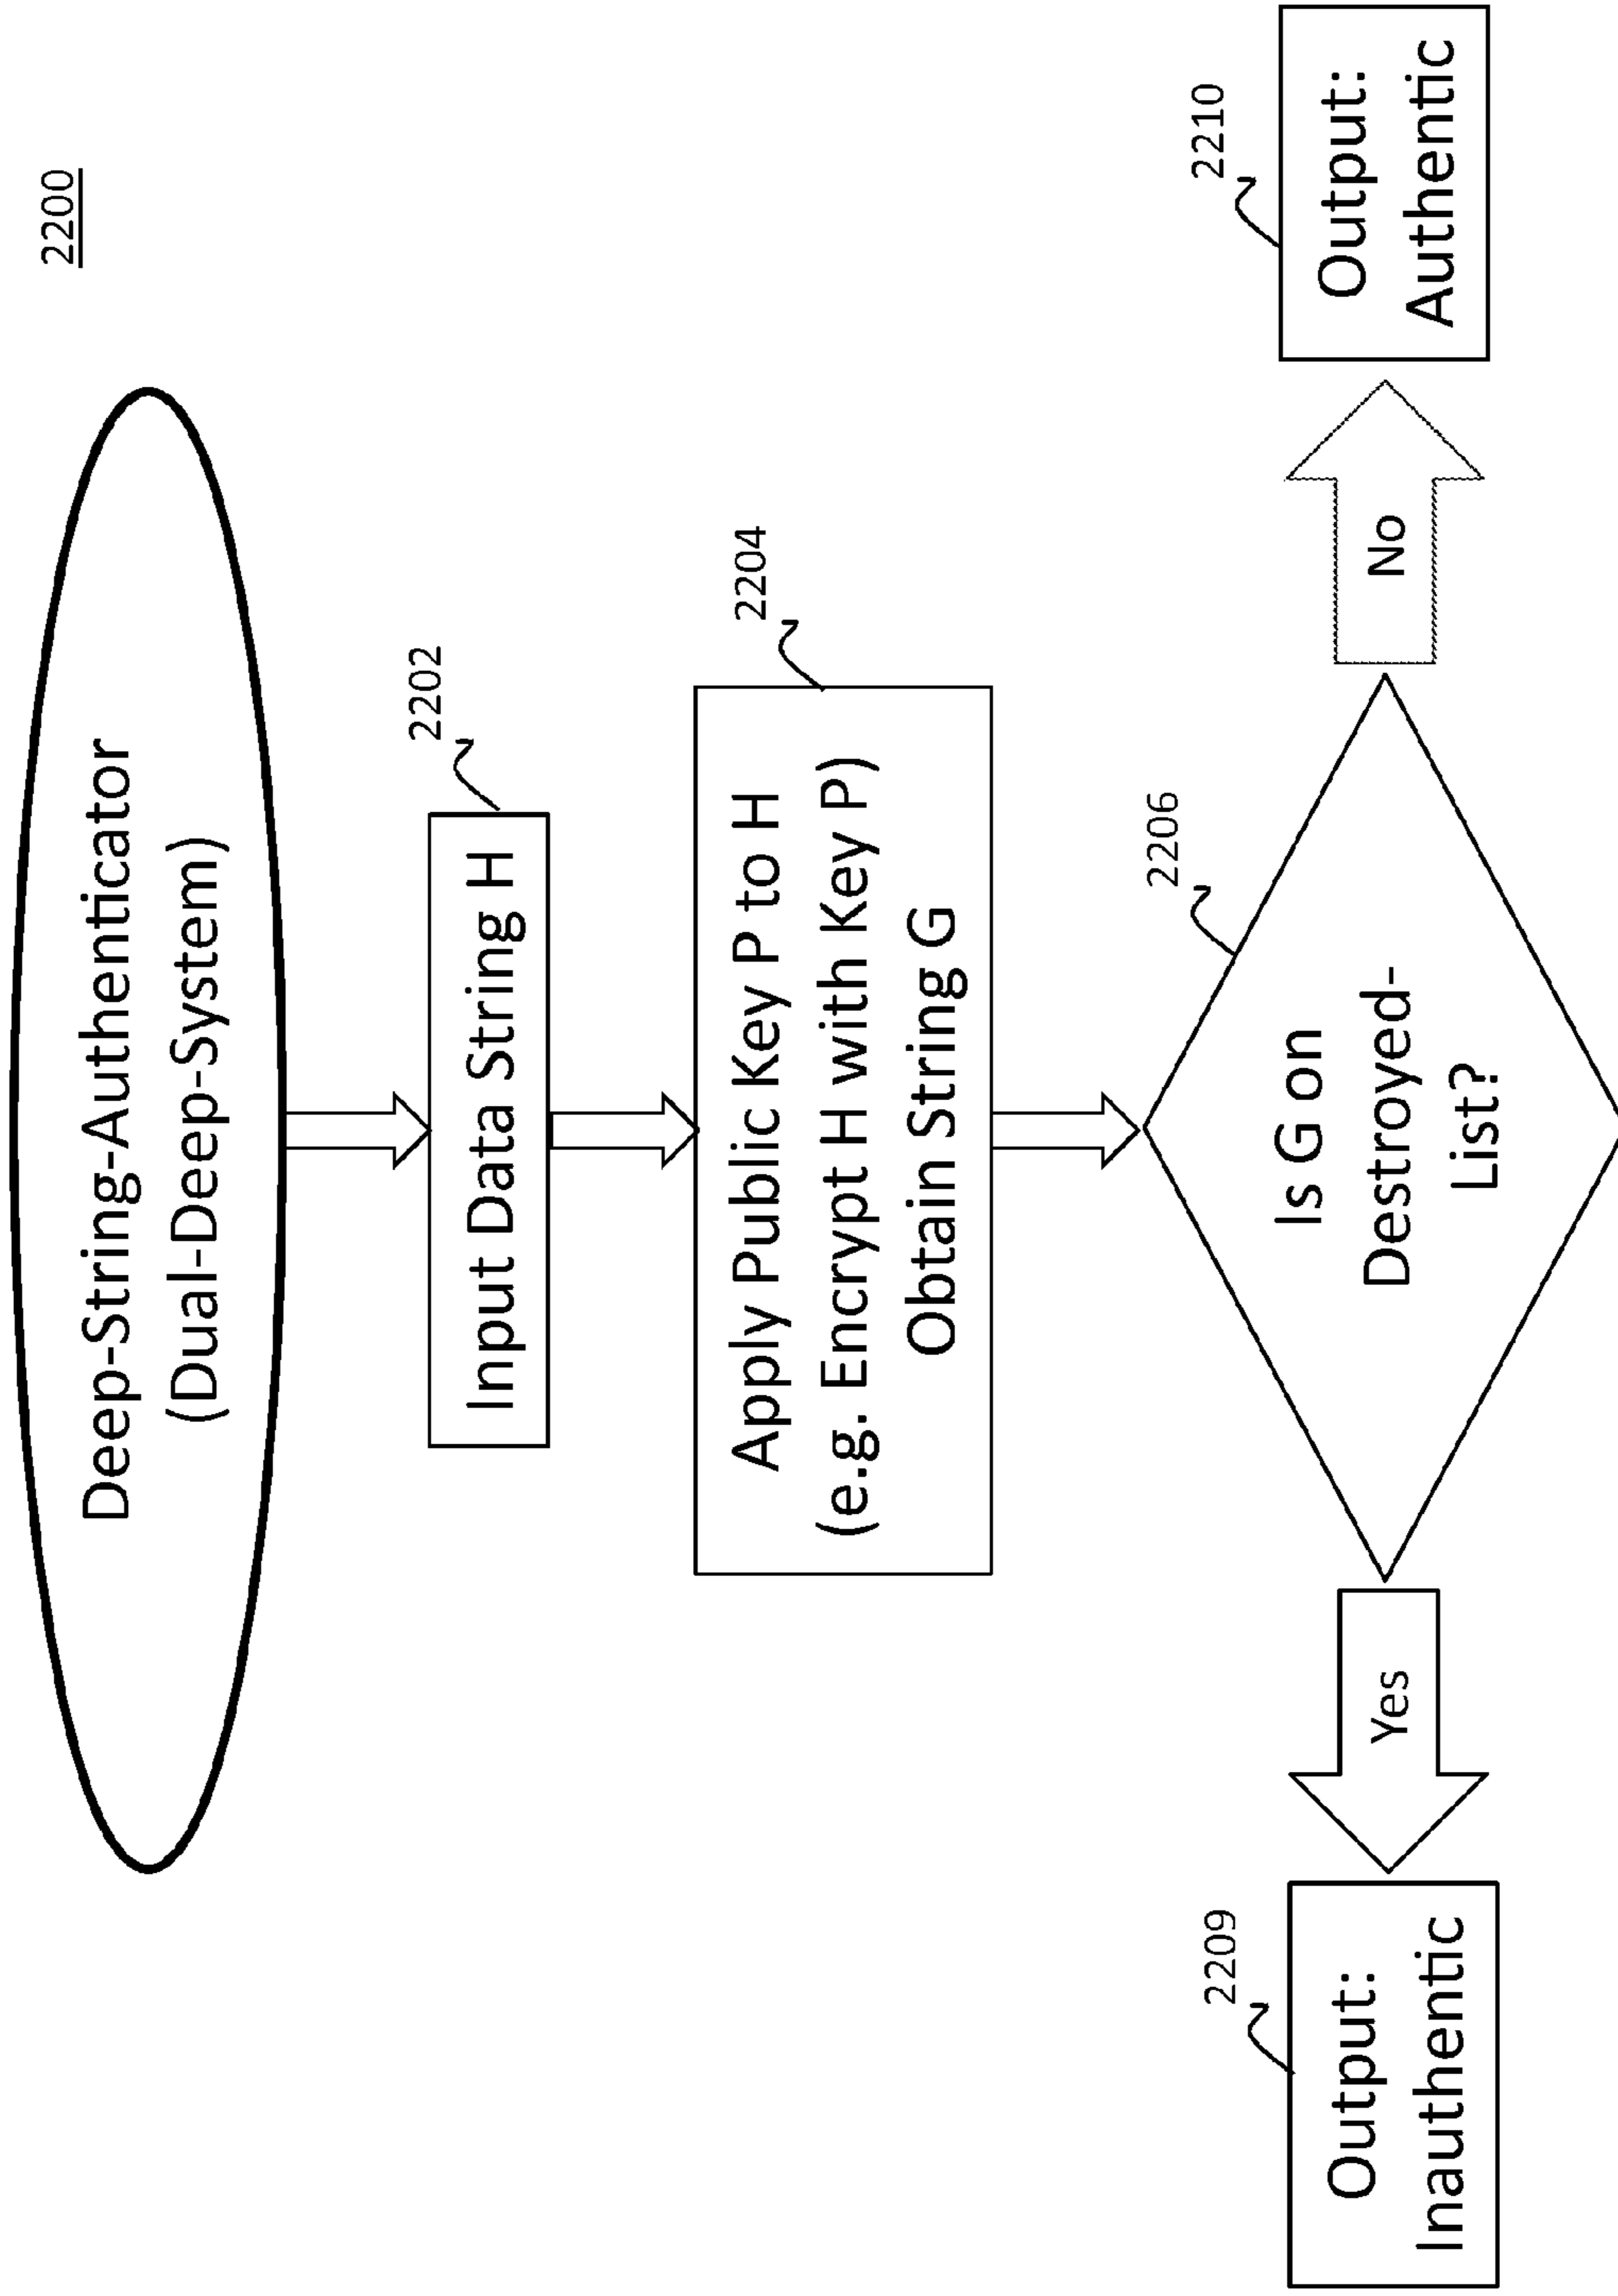 2200
Deep-String-Authenticator
(Dual-Deep-System)
2202
Input Data String H
2204
Apply Public Key P to H
(e.g. Encrypt H with Key P)
Obtain String G
2206
Is G on
Destroyed-
List?
Yes
No
2209
Output:
Inauthentic
2210
Output:
Authentic